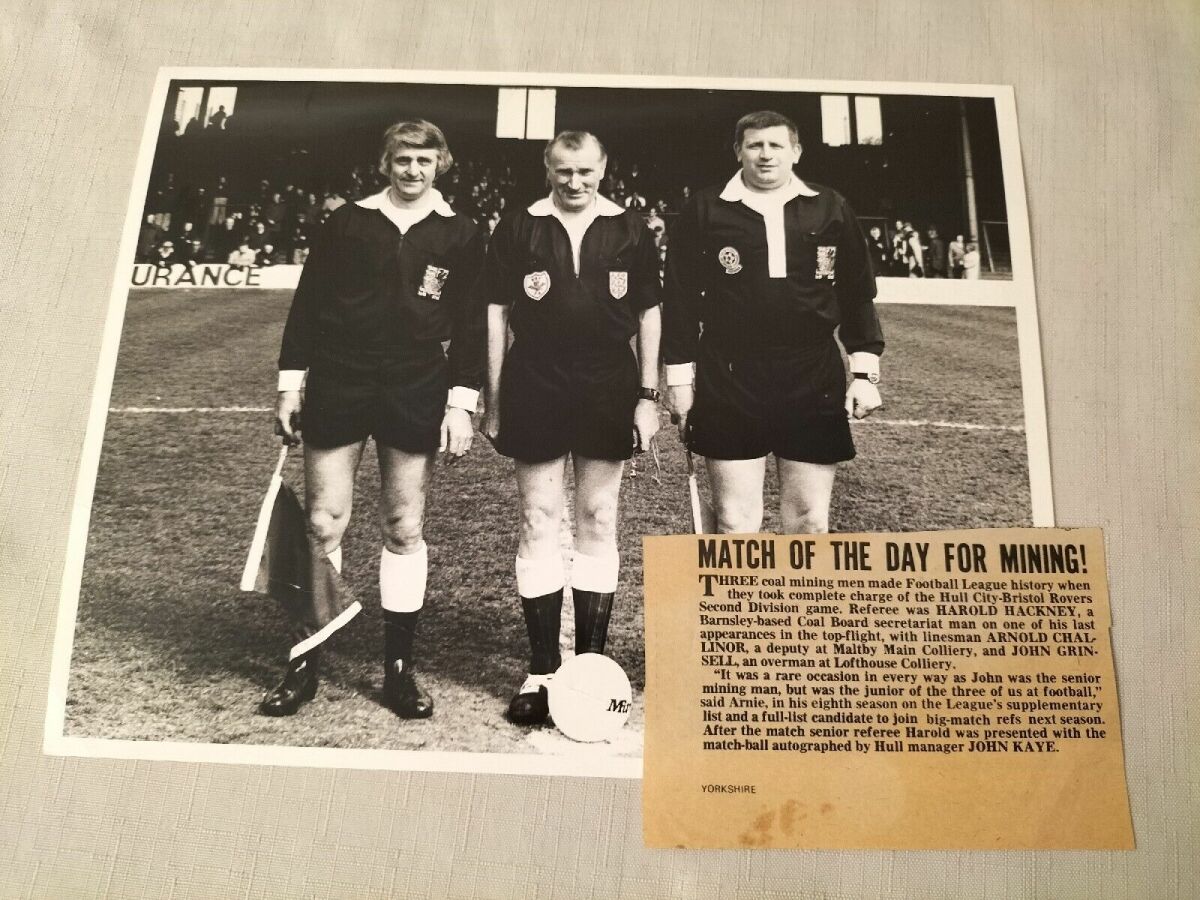 URANCE
MATCH OF THE DAY FOR MINING!
THREE coal mining men made Football League history when
they took complete charge of the Hull City-Bristol Rovers
Second Division game. Referee was HAROLD HACKNEY, a
Barnsley-based Coal Board secretariat man on one of his last
appearances in the top-flight, with linesman ARNOLD CHAL-
LINOR, a deputy at Maltby Main Colliery, and JOHN GRIN-
SELL, an overman at Lofthouse Colliery.
"It was a rare occasion in every way as John was the senior
mining man, but was the junior of the three of us at football,"
said Arnie, in his eighth season on the League's supplementary
list and a full-list candidate to join big-match refs next season.
After the match senior referee Harold was presented with the
match-ball autographed by Hull manager JOHN KAYE.
YORKSHIRE